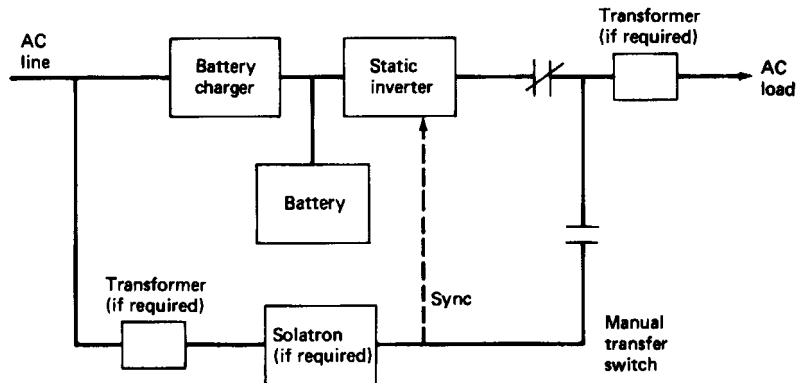 Transformer
(if required)
AC
line
Battery
charger
Static
inverter
AC
load
Battery
Transformer
(if required)
Sync
Solatron
(if required)
Manual
transfer
switch